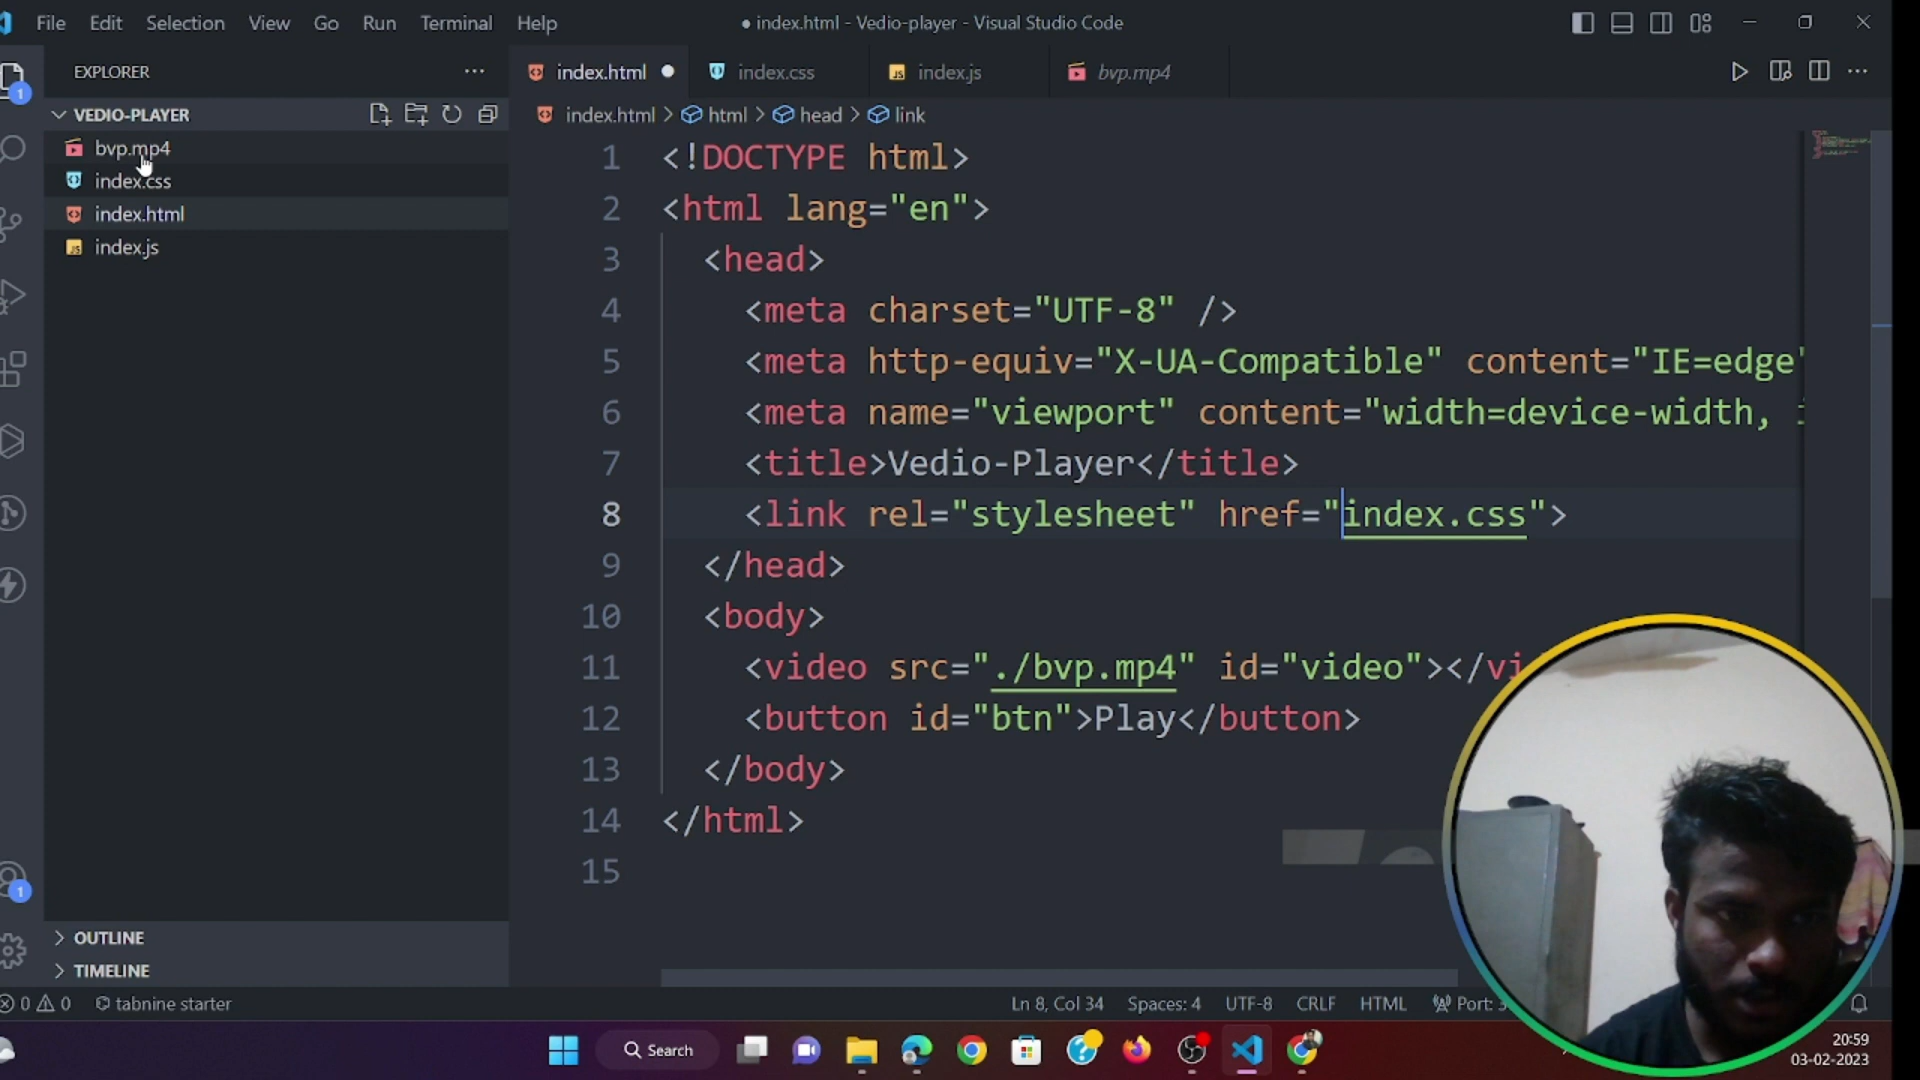 File Edit Selection View Go Run Terminal Help
● index.html - Vedio-player - Visual Studio Code
EXPLORER
index.html
index.css
index.js
bvp.mp4
VEDIO-PLAYER
index.html > html > head > link
bvp.mp4
index.css
index.html
index.js
1
1 <!DOCTYPE html>
2 <html lang="en">
3 <head>
4 <meta charset="UTF-8" />
5 <meta http-equiv="X-UA-Compatible" content="IE=edge"
6 <meta name="viewport" content="width=device-width,
7 <title>Vedio-Player</title>
8 <link rel="stylesheet" href="index.css">
9 </head>
10 <body>
11 <video src="./bvp.mp4" id="video"></vi
12 <button id="btn">Play</button>
13 </body>
14 </html>
15
1
OUTLINE
TIMELINE
0 0 tabnine starter
Ln 8, Col 34 Spaces: 4 UTF-8 CRLF HTML Port:
Search
20:59
03-02-2023